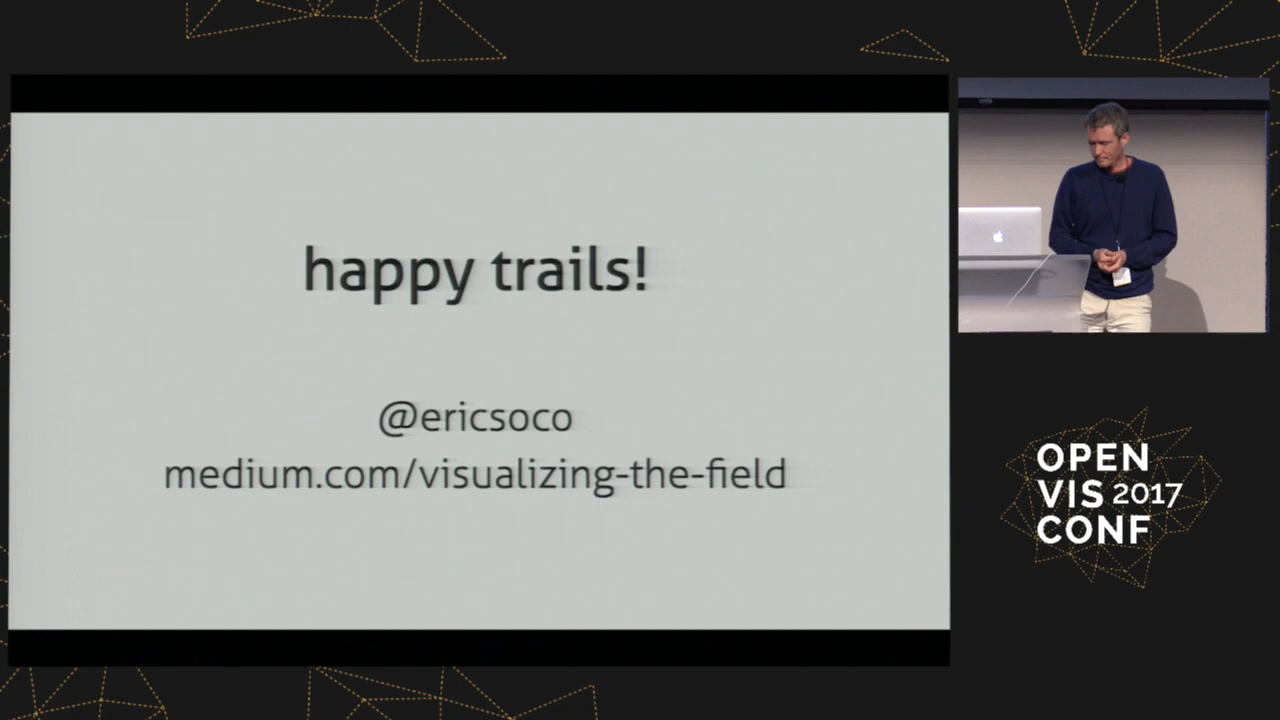 happy trails!
@ericsoco
medium.com/visualizing-the-field
OPEN
VIS 2017
CONF